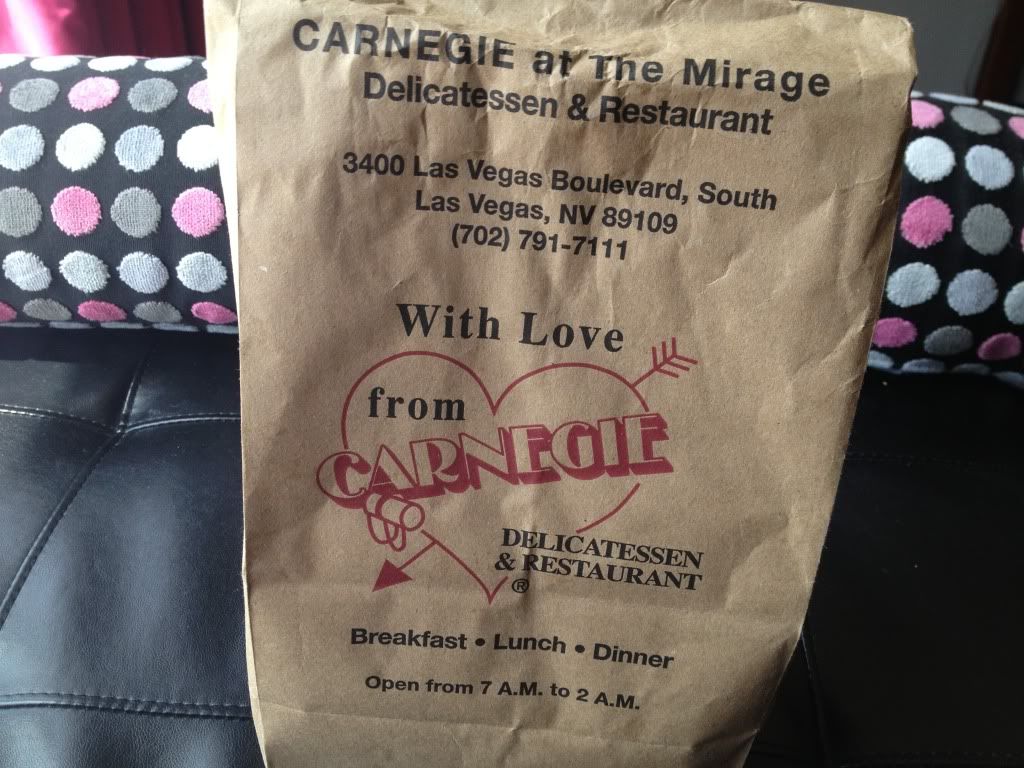 CARNEGIE at The Mirage
Delicatessen & Restaurant
3400 Las Vegas Boulevard, South
Las Vegas, NV 89109
(702) 791-7111
With Love
from
CARNEGIE
DELICATESSEN
& RESTAURANT
®
Breakfast • Lunch • Dinner
Open from 7 A.M. to 2 A.M.